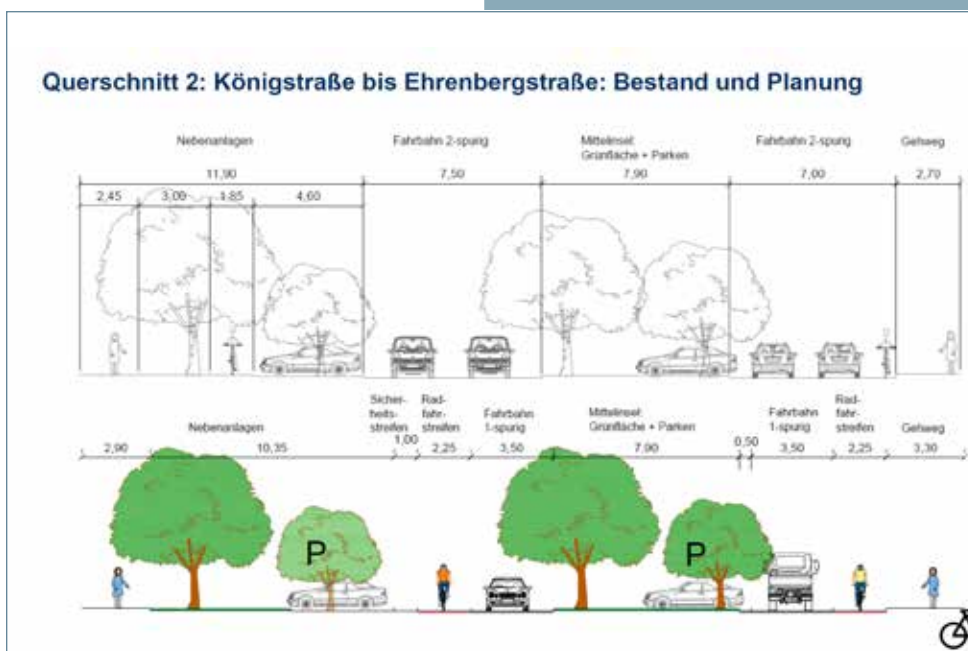 Querschnitt 2: Königstraße bis Ehrenbergstraße: Bestand und Planung
Nebenanlagen
Fahrbahn 2-spurig
Mittelinsel:
Grünfläche + Parken
Fahrbahn 2-spurig
Gehweg
11,90
7,50
7,90
7,00
2,70
2,45
3,00
1,85
4,60
Nebenanlagen
Sicher-
heits-
streifen
Rad-
fahr-
streifen
Fahrbahn
1-spurig
Mittelinsel:
Grünfläche + Parken
Fahrbahn
1-spurig
Rad-
fahr-
streifen
Gehweg
2,90
10,35
1,00
2,25
3,50
7,90
0,50
3,50
2,25
3,30
P
P